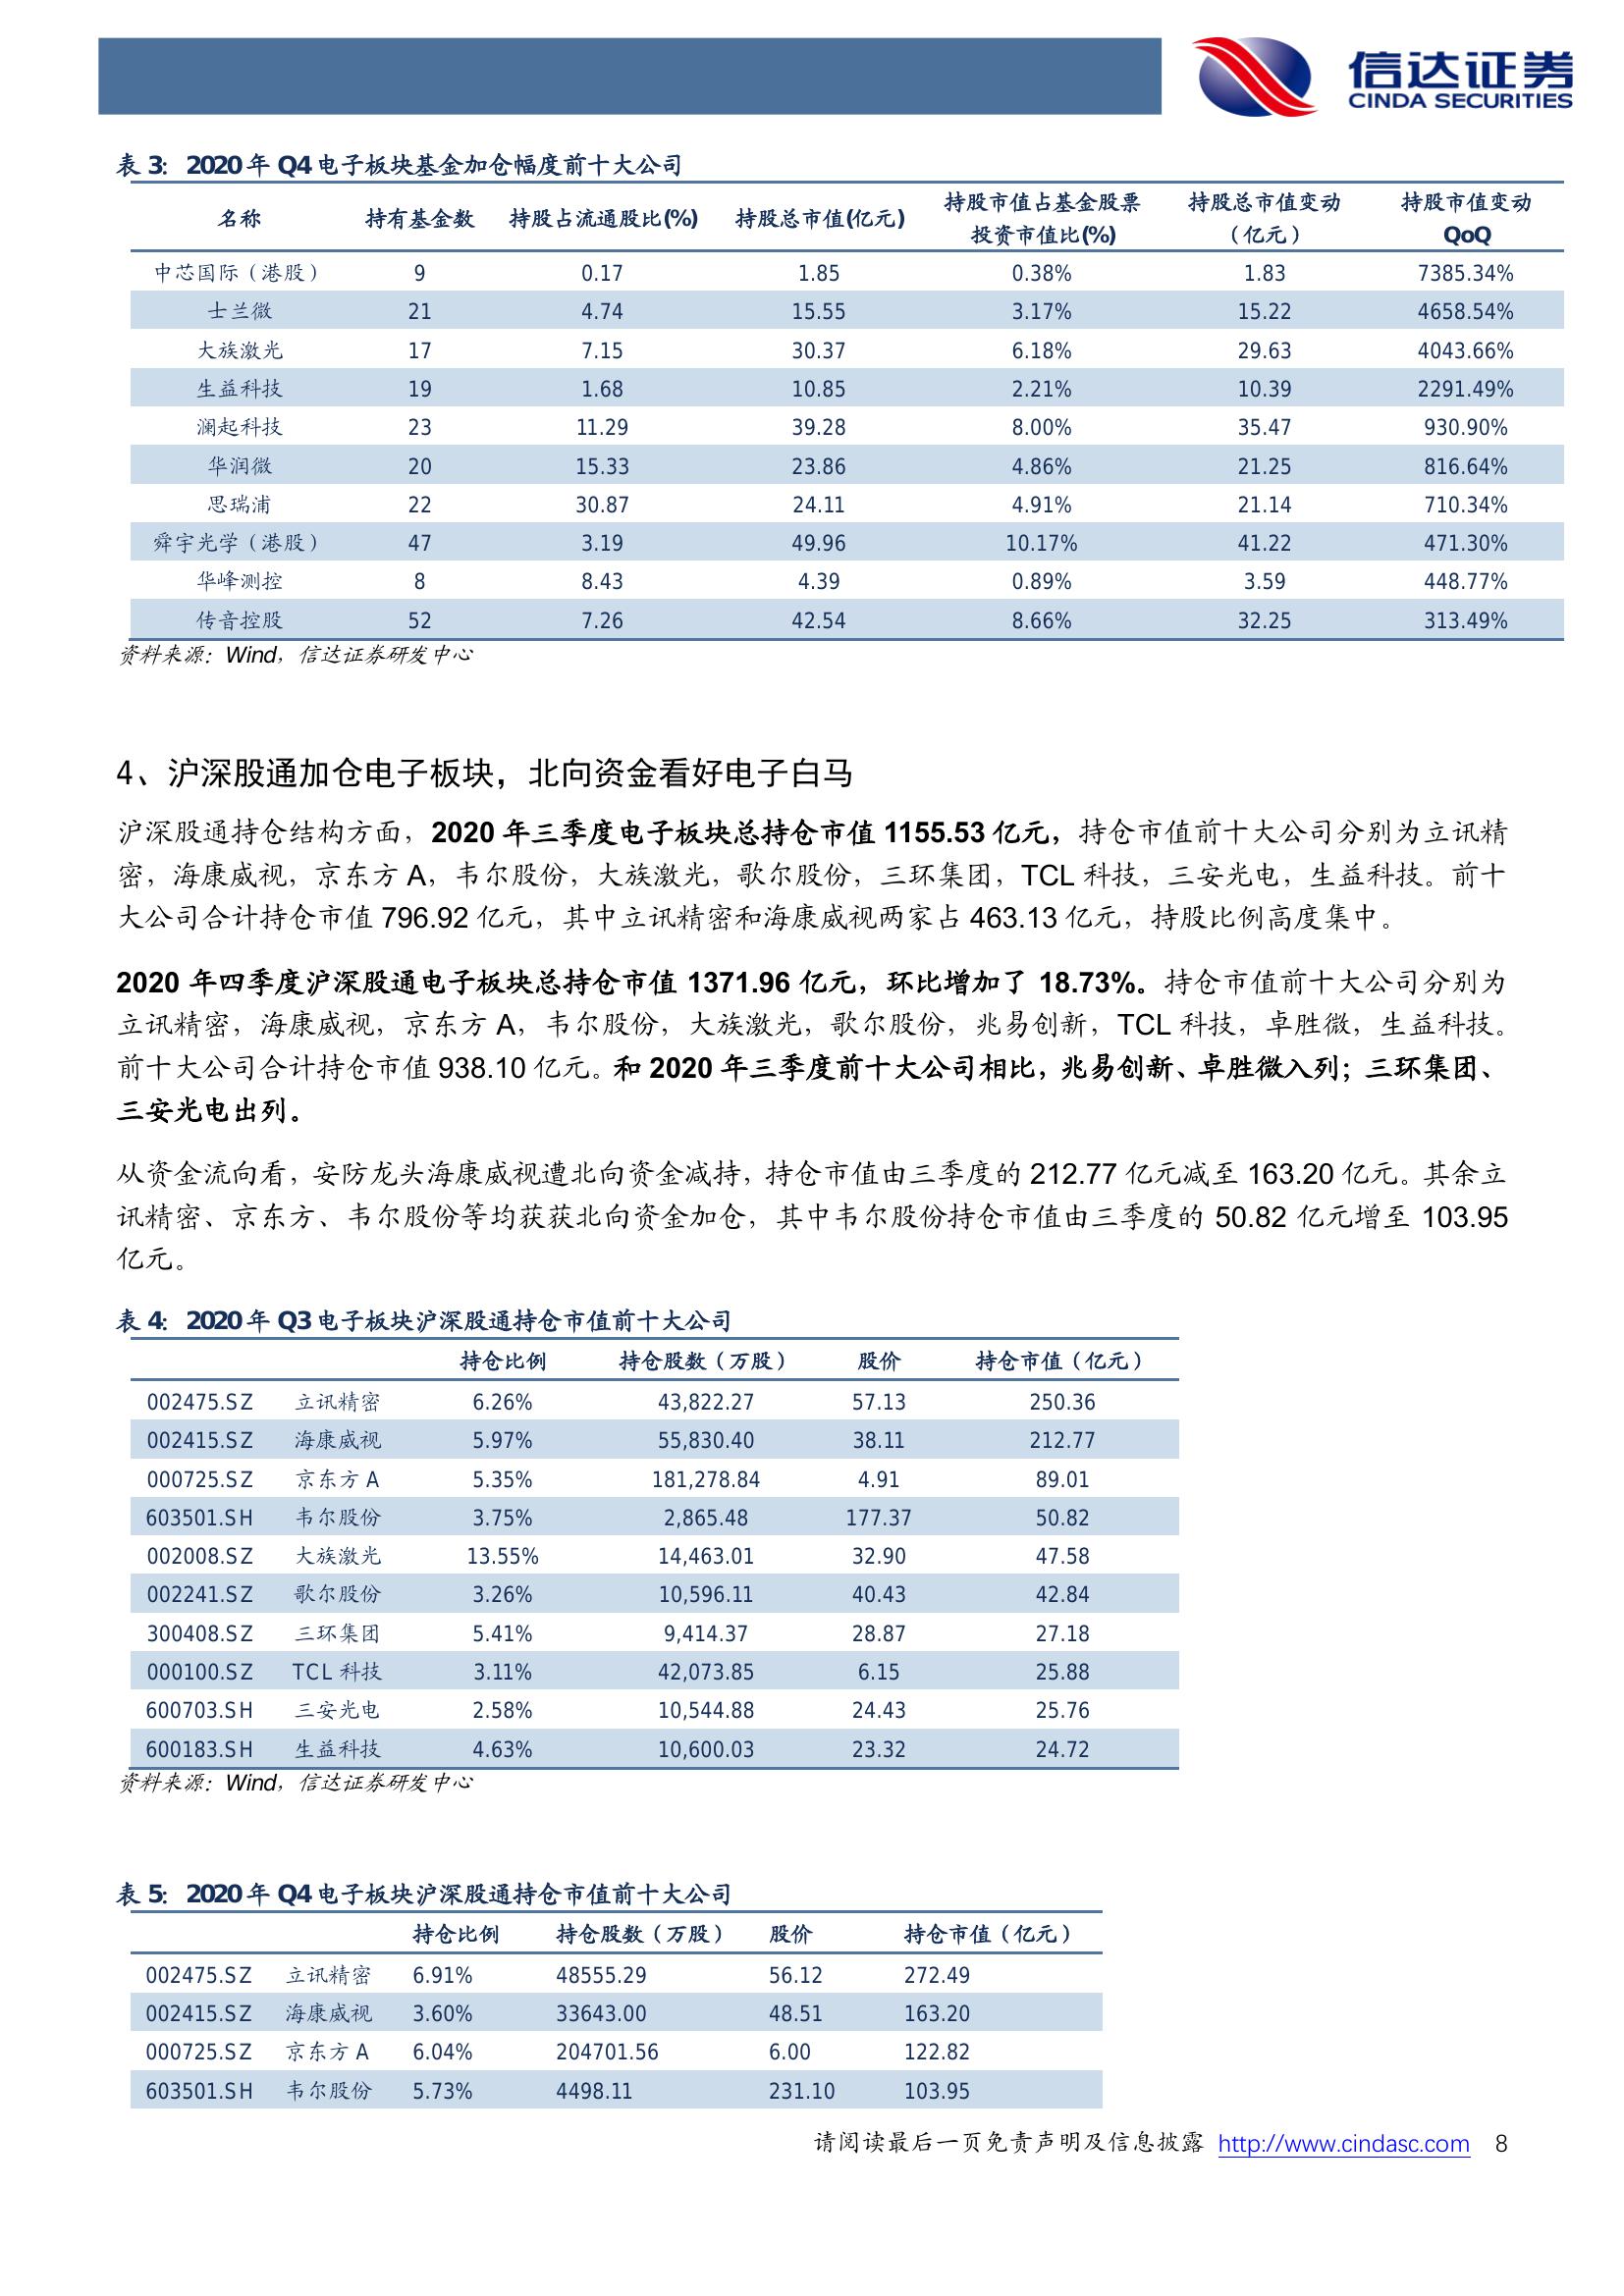 信达证券
CINDA SECURITIES
表 3: 2020 年 Q4 电子板块基金加仓幅度前十大公司
名称 持有基金数 持股占流通股比(%) 持股总市值(亿元) 持股市值占基金股票投资市值比(%) 持股总市值变动（亿元） 持股市值变动 QoQ
中芯国际（港股） 9 0.17 1.85 0.38% 1.83 7385.34%
士兰微 21 4.74 15.55 3.17% 15.22 4658.54%
大族激光 17 7.15 30.37 6.18% 29.63 4043.66%
生益科技 19 1.68 10.85 2.21% 10.39 2291.49%
澜起科技 23 11.29 39.28 8.00% 35.47 930.90%
华润微 20 15.33 23.86 4.86% 21.25 816.64%
思瑞浦 22 30.87 24.11 4.91% 21.14 710.34%
舜宇光学（港股） 47 3.19 49.96 10.17% 41.22 471.30%
华峰测控 8 8.43 4.39 0.89% 3.59 448.77%
传音控股 52 7.26 42.54 8.66% 32.25 313.49%
资料来源：Wind，信达证券研发中心
4、沪深股通加仓电子板块，北向资金看好电子白马
沪深股通持仓结构方面，2020 年三季度电子板块总持仓市值 1155.53 亿元，持仓市值前十大公司分别为立讯精
密，海康威视，京东方 A，韦尔股份，大族激光，歌尔股份，三环集团，TCL 科技，三安光电，生益科技。前十
大公司合计持仓市值 796.92 亿元，其中立讯精密和海康威视两家占 463.13 亿元，持股比例高度集中。
2020 年四季度沪深股通电子板块总持仓市值 1371.96 亿元，环比增加了 18.73%。持仓市值前十大公司分别为
立讯精密，海康威视，京东方 A，韦尔股份，大族激光，歌尔股份，兆易创新，TCL 科技，卓胜微，生益科技。
前十大公司合计持仓市值 938.10 亿元。和 2020 年三季度前十大公司相比，兆易创新、卓胜微入列；三环集团、
三安光电出列。
从资金流向看，安防龙头海康威视遭北向资金减持，持仓市值由三季度的 212.77 亿元减至 163.20 亿元。其余立
讯精密、京东方、韦尔股份等均获获北向资金加仓，其中韦尔股份持仓市值由三季度的 50.82 亿元增至 103.95
亿元。
表 4: 2020 年 Q3 电子板块沪深股通持仓市值前十大公司
持仓比例 持仓股数（万股） 股价 持仓市值（亿元）
002475.SZ 立讯精密 6.26% 43,822.27 57.13 250.36
002415.SZ 海康威视 5.97% 55,830.40 38.11 212.77
000725.SZ 京东方 A 5.35% 181,278.84 4.91 89.01
603501.SH 韦尔股份 3.75% 2,865.48 177.37 50.82
002008.SZ 大族激光 13.55% 14,463.01 32.90 47.58
002241.SZ 歌尔股份 3.26% 10,596.11 40.43 42.84
300408.SZ 三环集团 5.41% 9,414.37 28.87 27.18
000100.SZ TCL 科技 3.11% 42,073.85 6.15 25.88
600703.SH 三安光电 2.58% 10,544.88 24.43 25.76
600183.SH 生益科技 4.63% 10,600.03 23.32 24.72
资料来源：Wind，信达证券研发中心
表 5: 2020 年 Q4 电子板块沪深股通持仓市值前十大公司
持仓比例 持仓股数（万股） 股价 持仓市值（亿元）
002475.SZ 立讯精密 6.91% 48555.29 56.12 272.49
002415.SZ 海康威视 3.60% 33643.00 48.51 163.20
000725.SZ 京东方 A 6.04% 204701.56 6.00 122.82
603501.SH 韦尔股份 5.73% 4498.11 231.10 103.95
请阅读最后一页免责声明及信息披露 http://www.cindasc.com 8